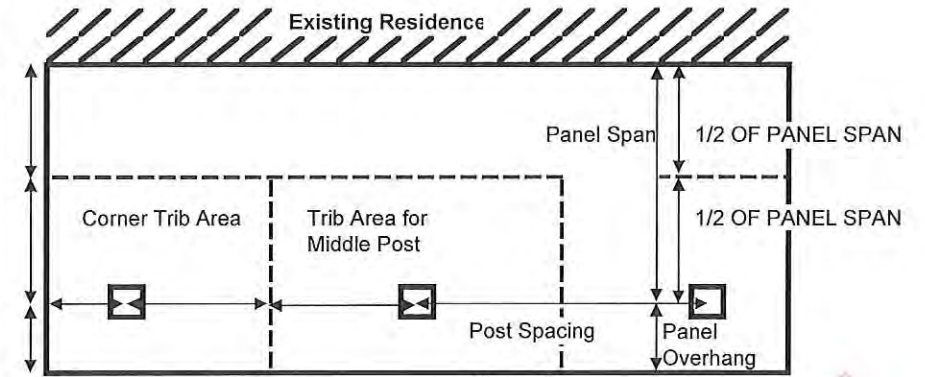 Existing Residence
Panel Span
1/2 OF PANEL SPAN
Corner Trib Area
Trib Area for
Middle Post
1/2 OF PANEL SPAN
Post Spacing
Panel
Overhang